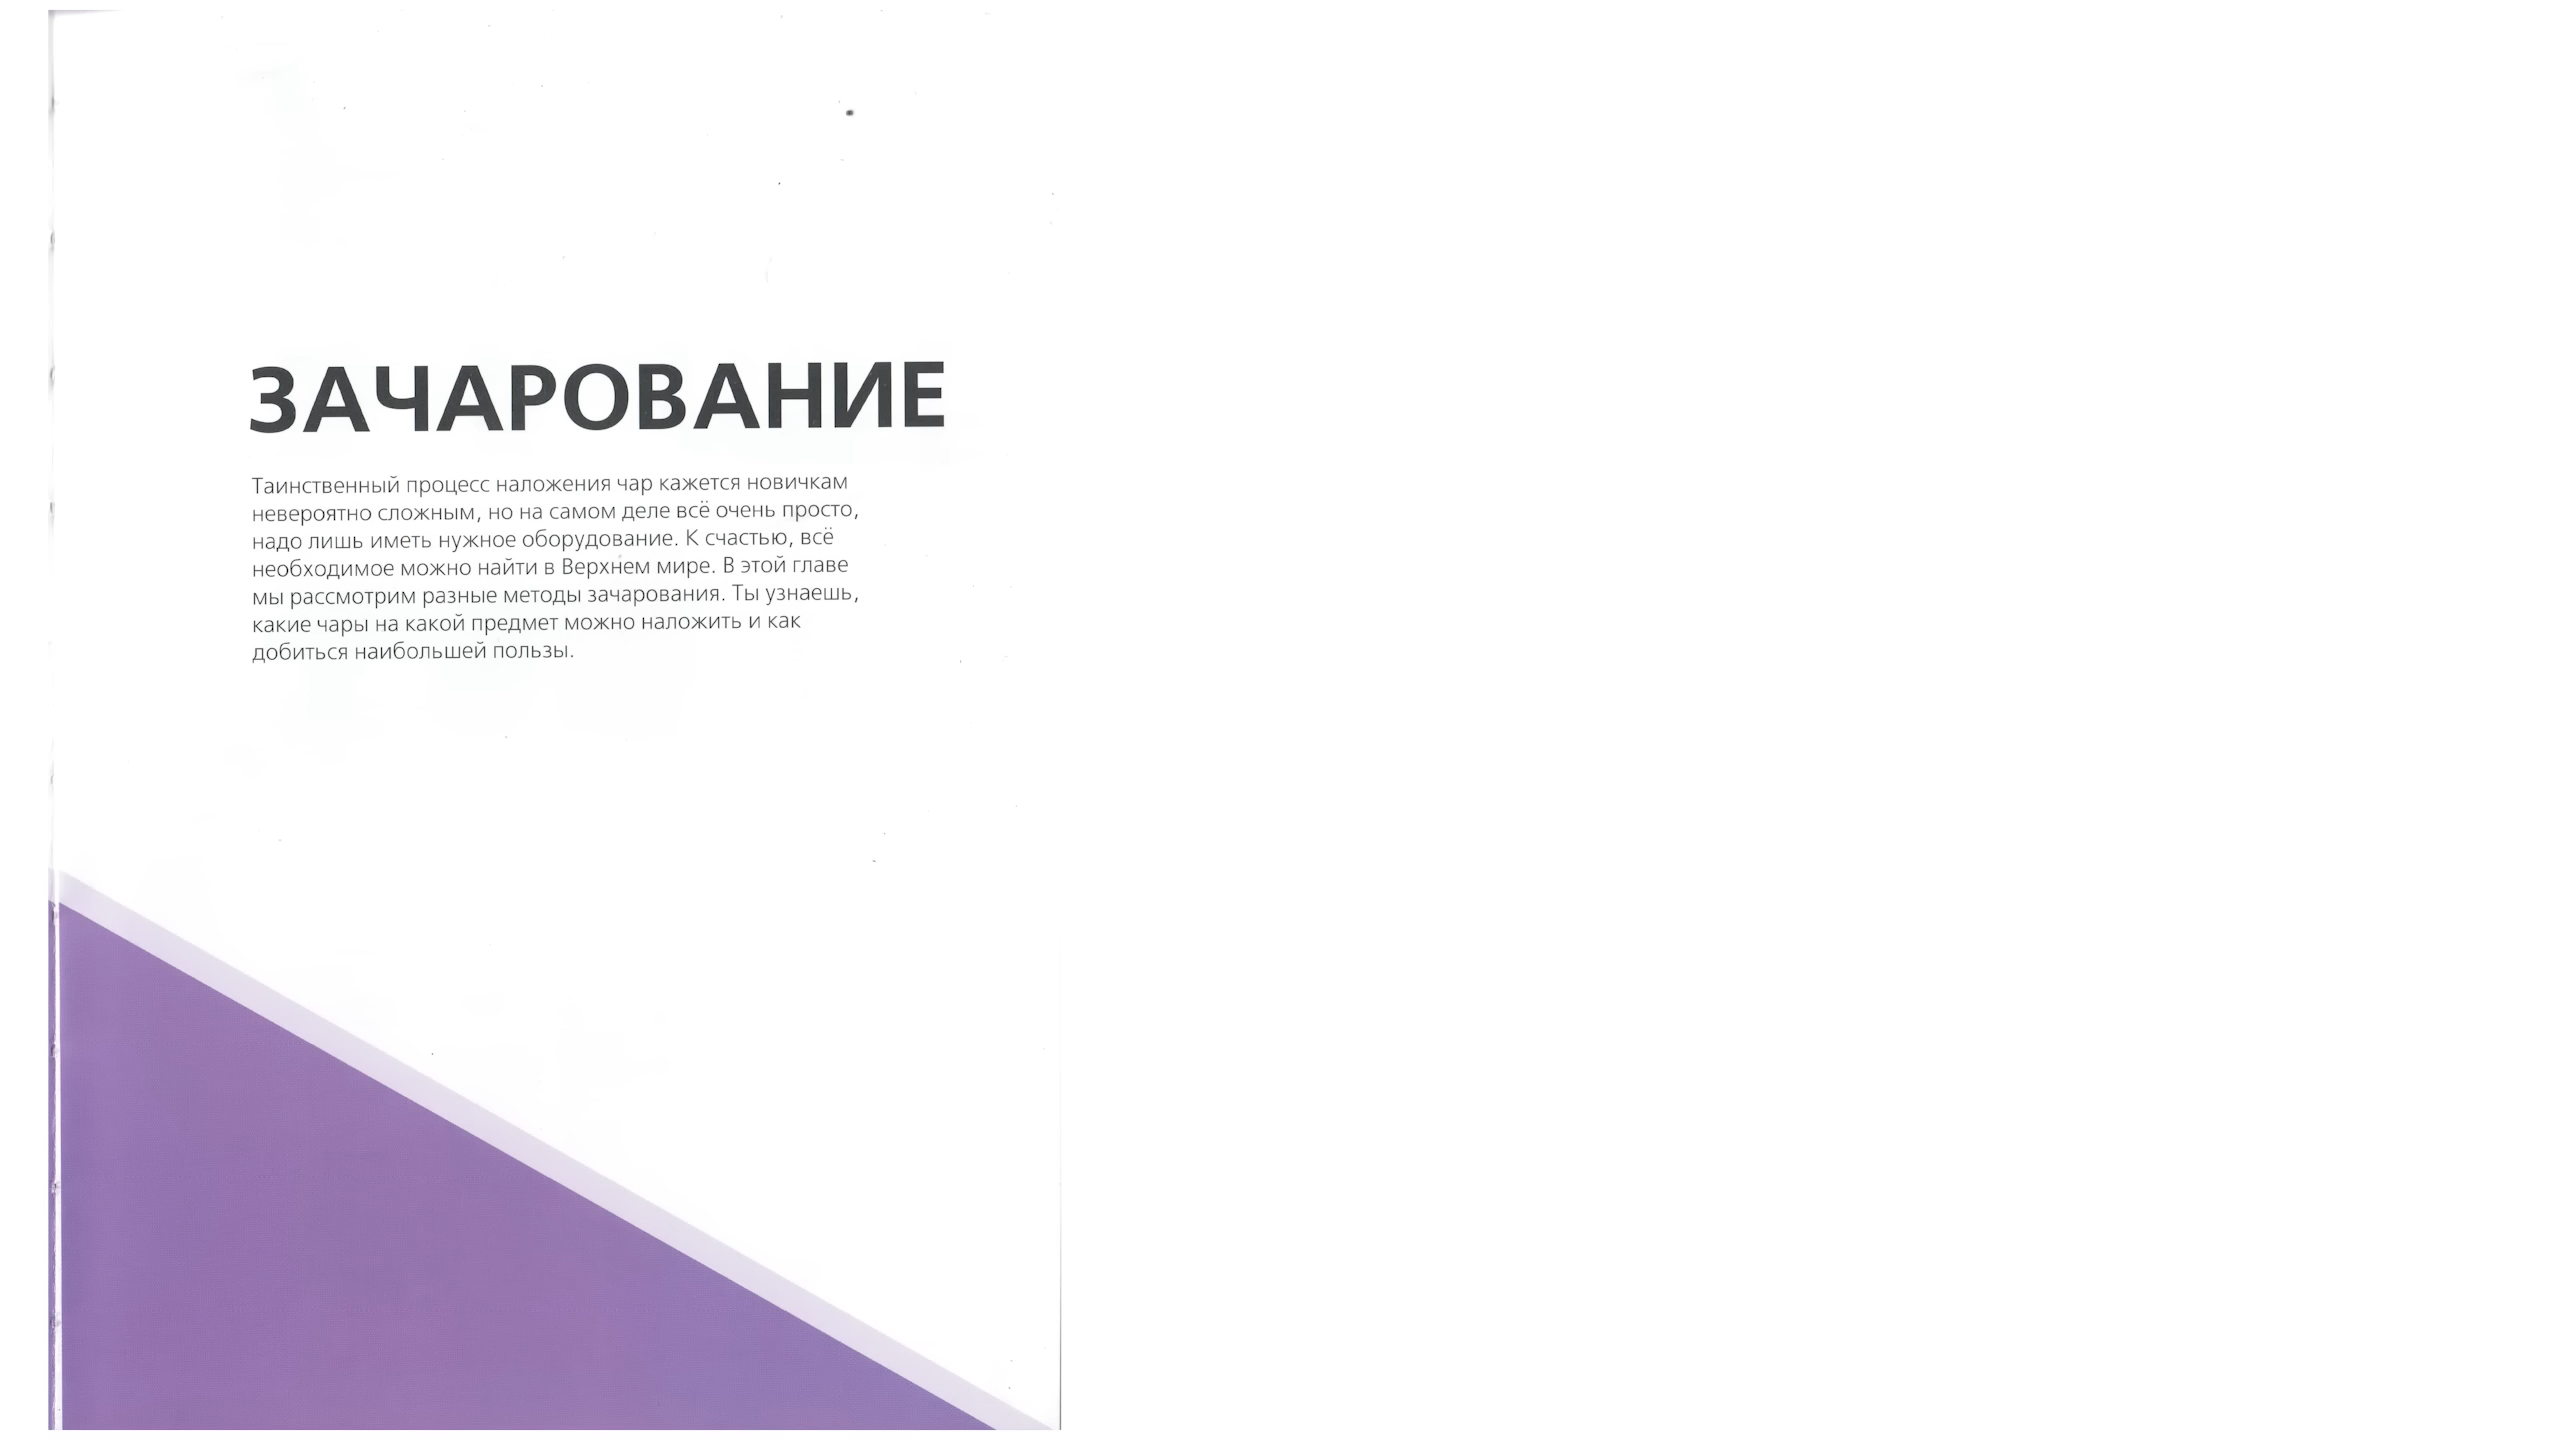 ЗАЧАРОВАНИЕ
Таинственный процесс наложения чар кажется новичкам
невероятно сложным, но на самом деле всё очень просто,
надо лишь иметь нужное оборудование. К счастью, всё
необходимое можно найти в Верхнем мире. В этой главе
мы рассмотрим разные методы зачарования. Ты узнаешь,
какие чары на какой предмет можно наложить и как
добиться наибольшей пользы.